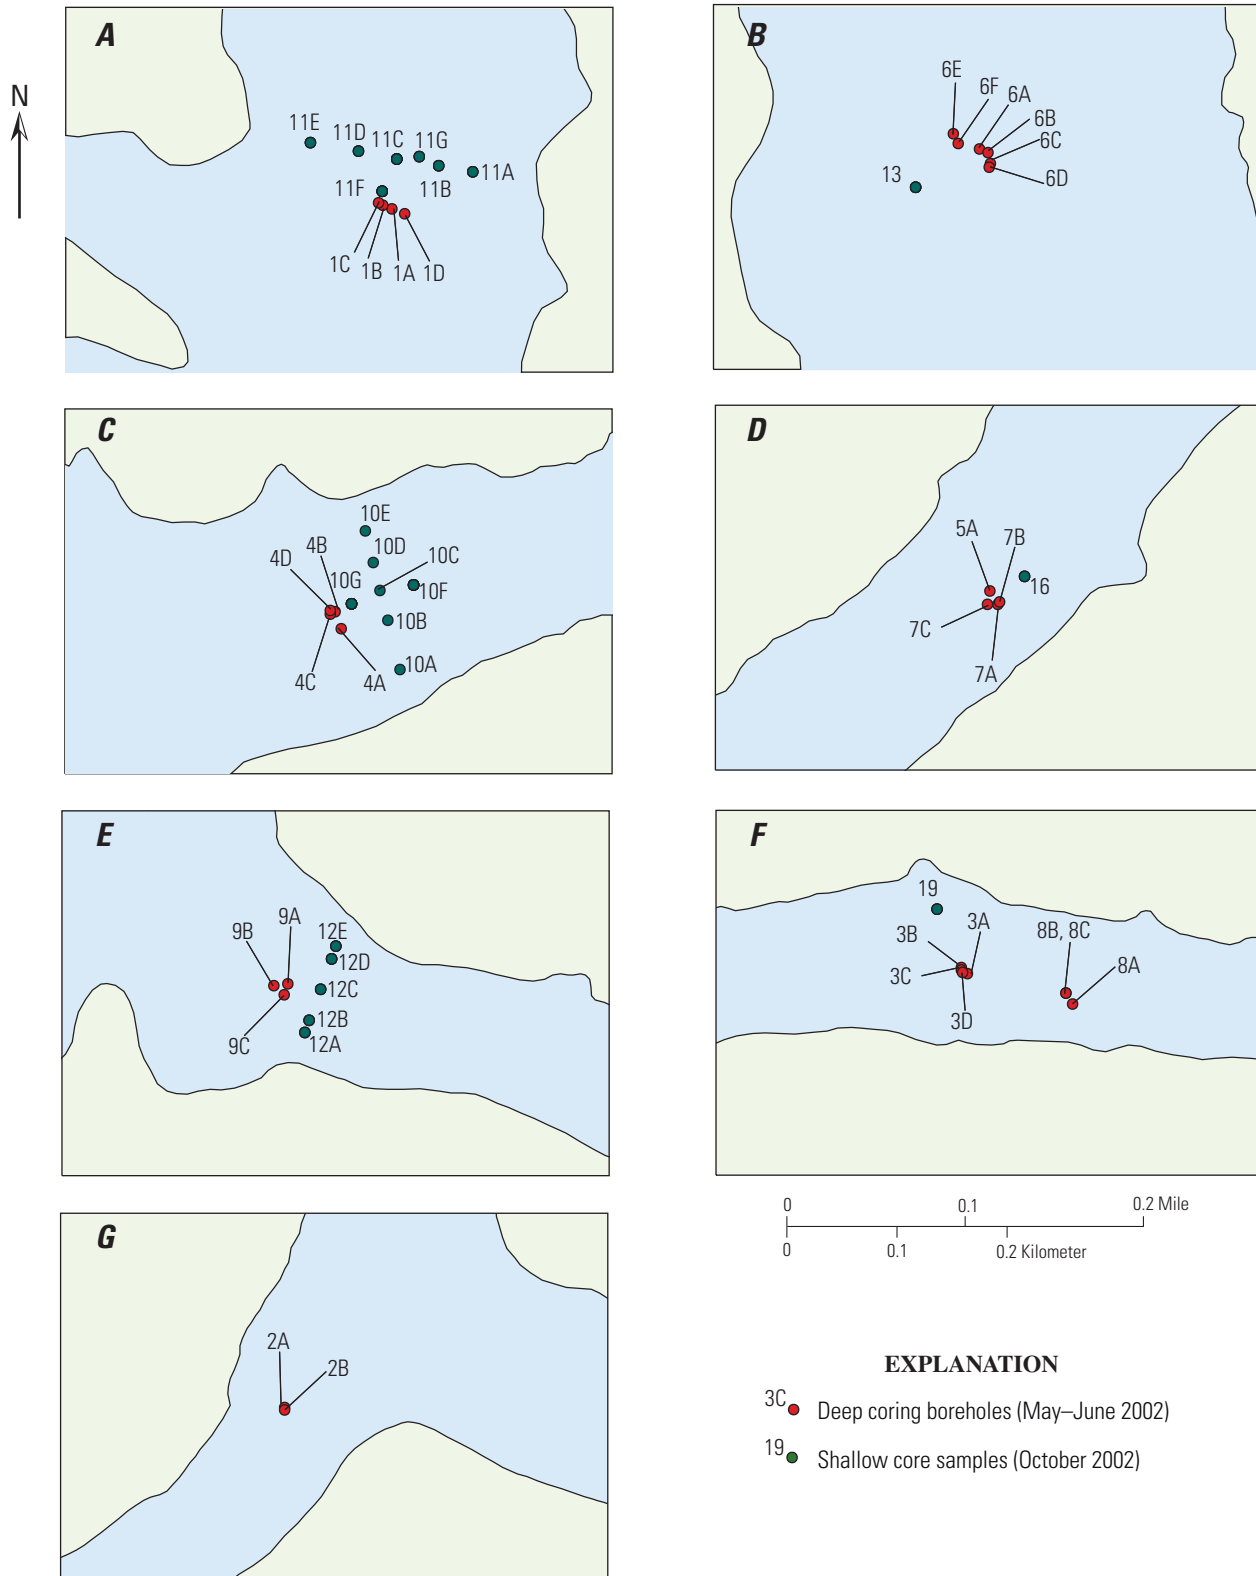 N
A
11E
11D
11C
11G
11A
11F
11B
1C
1B
1A
1D
B
6E
6F
6A
6B
6C
6D
13
C
10E
10D
4B
4D
10C
10G
10F
10B
10A
4C
4A
D
5A
7B
16
7C
7A
E
9A
9B
12E
12D
12C
12B
12A
9C
F
19
3A
3B
8B, 8C
8A
3C
3D
0 0.1 0.2 Mile
0 0.1 0.2 Kilometer
G
2A
2B
EXPLANATION
3C Deep coring boreholes (May–June 2002)
19 Shallow core samples (October 2002)